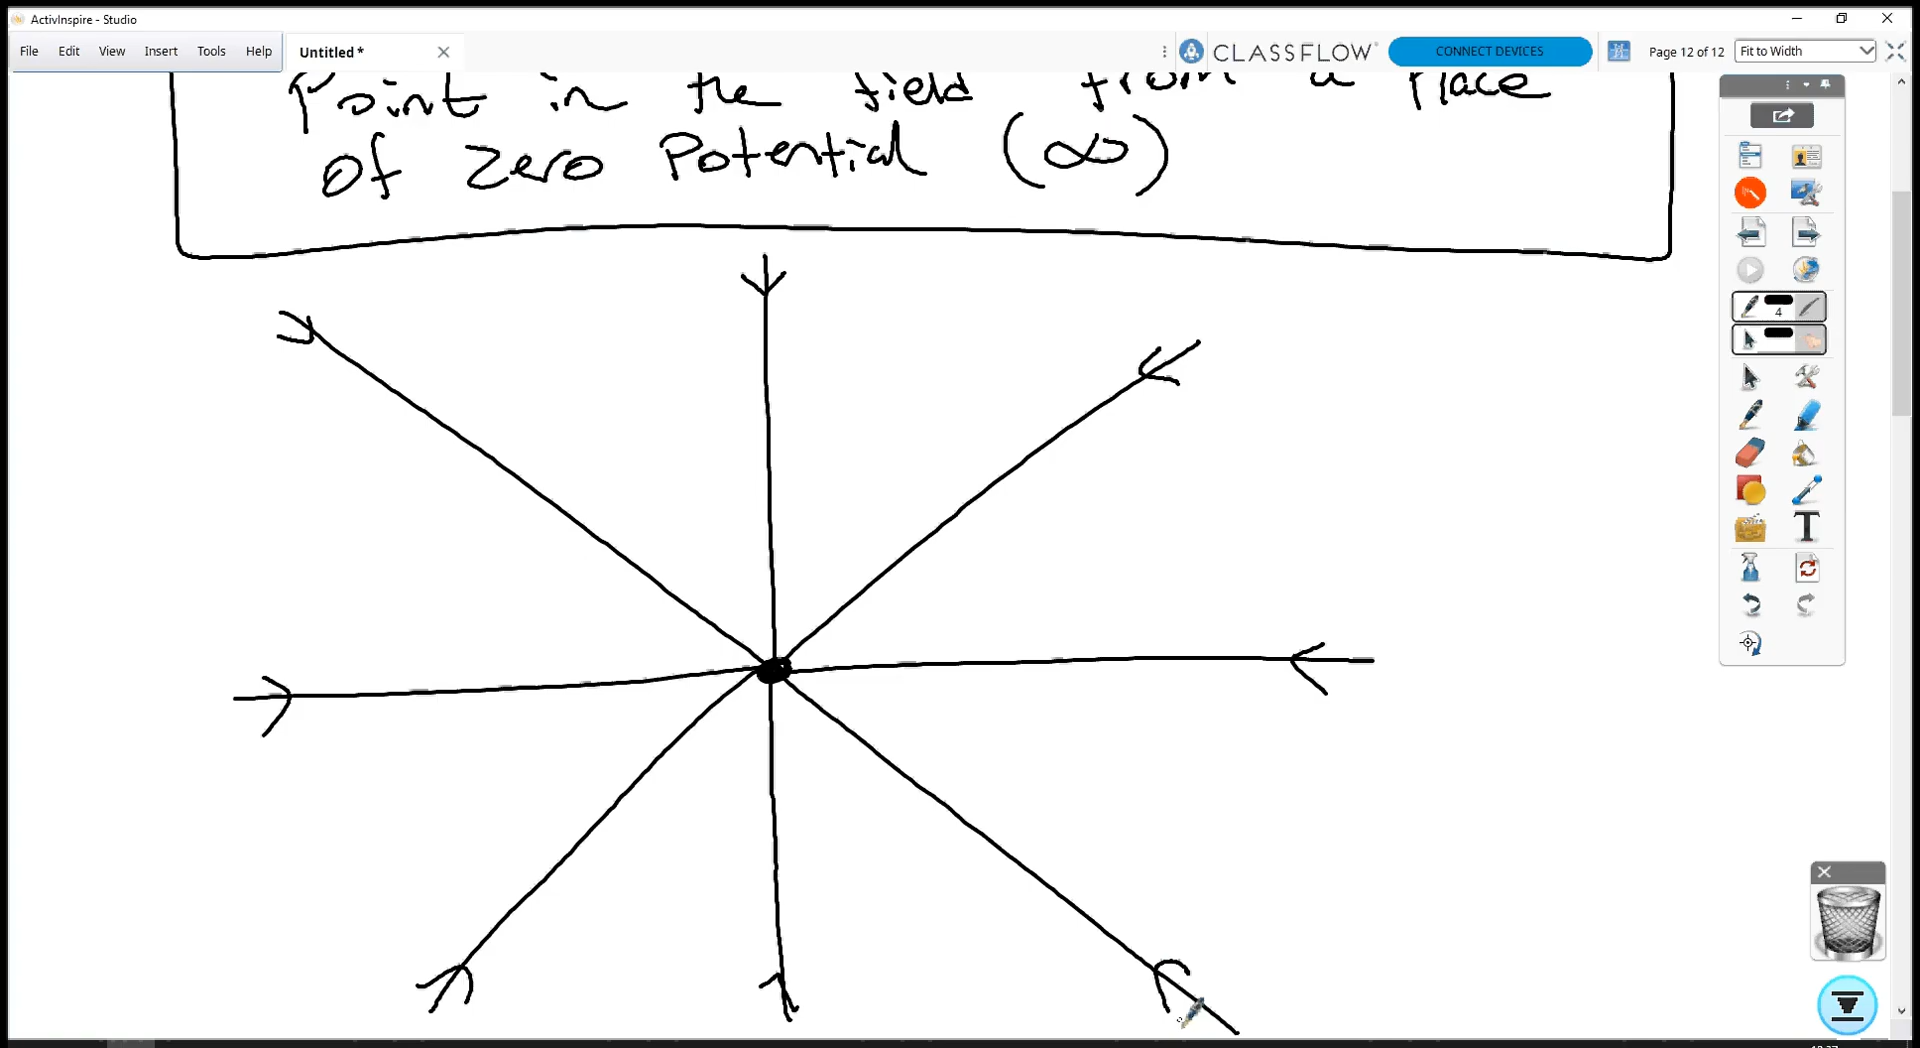 ActivInspire - Studio
File Edit View Insert Tools Help Untitled * CLASSFLOW CONNECT DEVICES Page 12 of 12 Fit to Width
Point in the field from a Place
of zero Potential (∞)
4
T